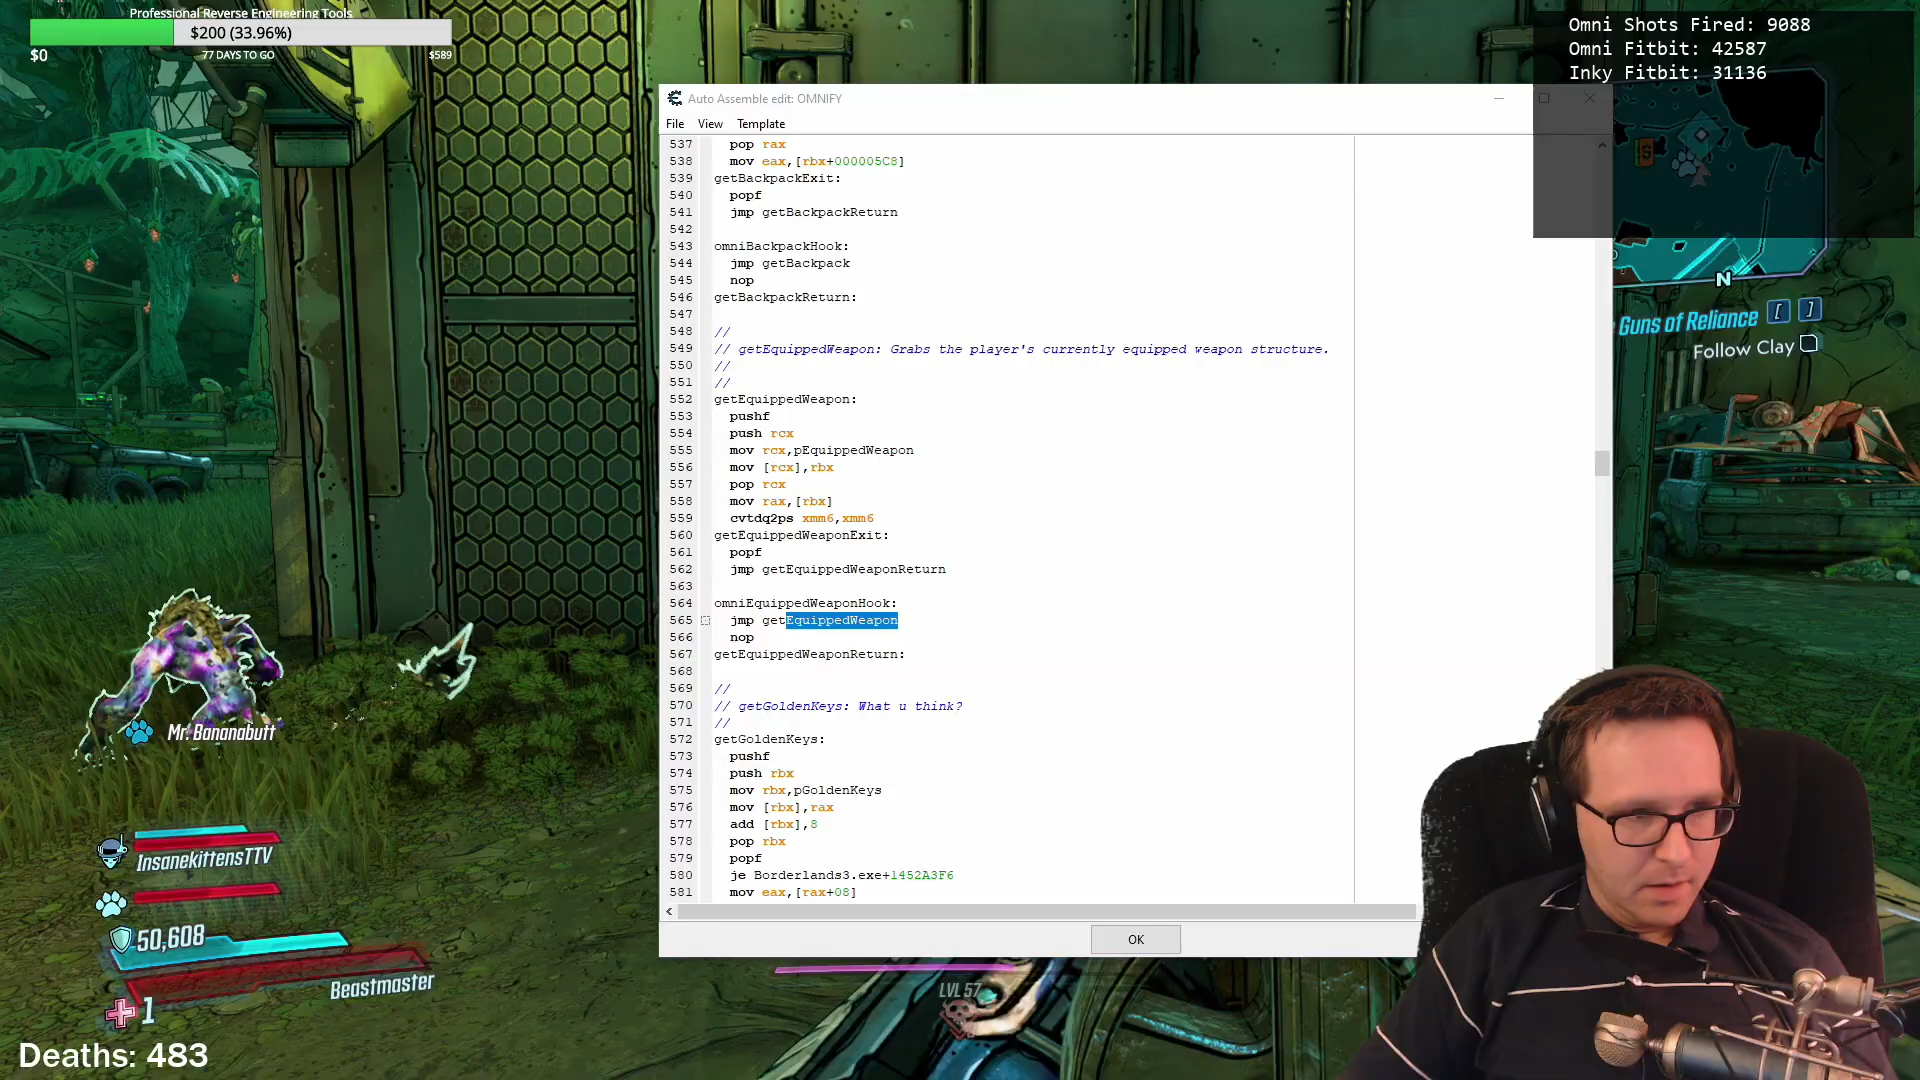 Professional Reverse Engineering Tools
$200 (33.96%)
$0
77 DAYS TO GO
$589
Omni Shots Fired: 9088
Omni Fitbit: 42587
Inky Fitbit: 31136
Auto Assemble edit: OMNIFY
File View Template
537 pop rax
538 mov eax,[rbx+000005C8]
539 getBackpackExit:
540 popf
541 jmp getBackpackReturn
542
543 omniBackpackHook:
544 jmp getBackpack
545 nop
546 getBackpackReturn:
547
548 //
549 // getEquippedWeapon: Grabs the player's currently equipped weapon structure.
550 //
551 //
552 getEquippedWeapon:
553 pushf
554 push rcx
555 mov rcx,pEquippedWeapon
556 mov [rcx],rbx
557 pop rcx
558 mov rax,[rbx]
559 cvtdq2ps xmm6,xmm6
560 getEquippedWeaponExit:
561 popf
562 jmp getEquippedWeaponReturn
563
564 omniEquippedWeaponHook:
565 jmp getEquippedWeapon
566 nop
567 getEquippedWeaponReturn:
568
569 //
570 // getGoldenKeys: What u think?
571 //
572 getGoldenKeys:
573 pushf
574 push rbx
575 mov rbx,pGoldenKeys
576 mov [rbx],rax
577 add [rbx],8
578 pop rbx
579 popf
580 je Borderlands3.exe+1452A3F6
581 mov eax,[rax+08]
OK
N
Guns of Reliance [ ]
Follow Clay
Mr. Bananabutt
InsanekittensTTV
50,608
Beastmaster
1
LVL 57
Deaths: 483